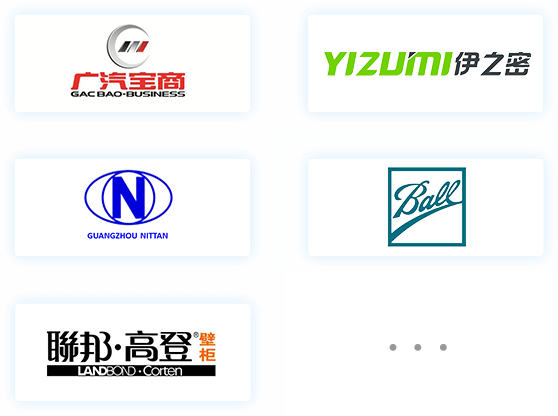 广汽宝商
GAC BAO·BUSINESS
YIZUMI伊之密
N
GUANGZHOU NITTAN
Ball
聯邦·高登®壁柜
LANDBOND·Corten